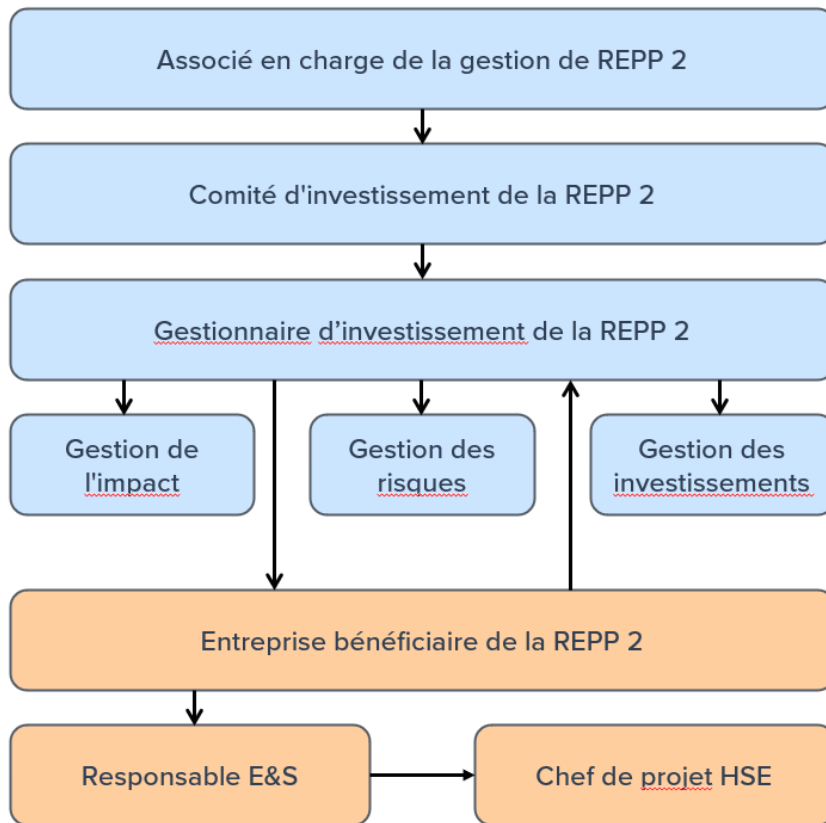 Associé en charge de la gestion de REPP 2
Comité d'investissement de la REPP 2
Gestionnaire d’investissement de la REPP 2
Gestion de
l'impact
Gestion des
risques
Gestion des
investissements
Entreprise bénéficiaire de la REPP 2
Responsable E&S
Chef de projet HSE